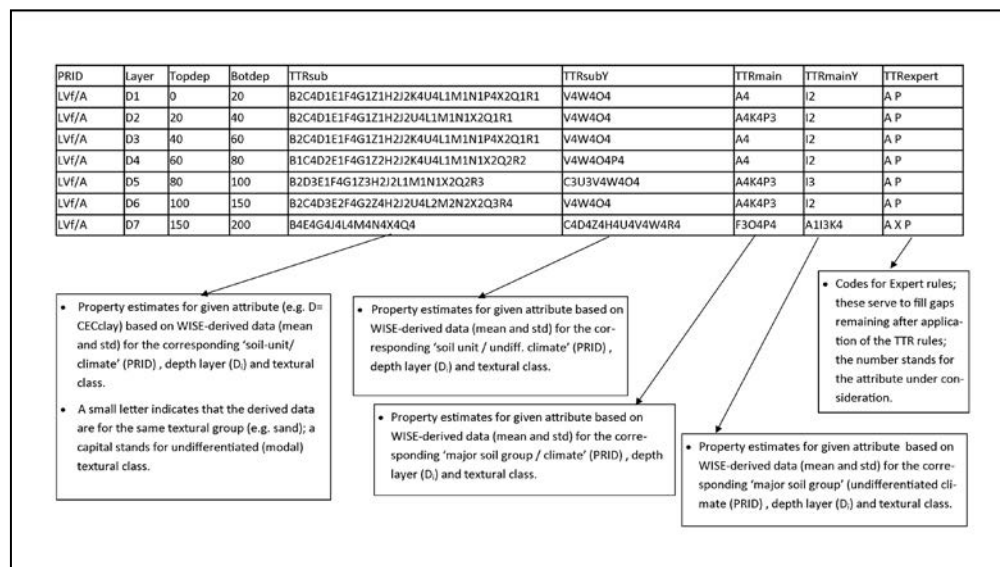 PRID Layer Topdep Botdep TTRsub TTRsubY TTRmain TTRmainY TTRexpert
LVf/A D1 0 20 B2C4D1E1F4G1Z1H2J2K4U4L1M1N1P4X2Q1R1 V4W4O4 A4 I2 A P
LVf/A D2 20 40 B2C4D1E1F4G1Z1H2J2U4L1M1N1X2Q1R1 V4W4O4 A4K4P3 I2 A P
LVf/A D3 40 60 B2C4D1E1F4G1Z1H2J2K4U4L1M1N1P4X2Q1R1 V4W4O4 A4 I2 A P
LVf/A D4 60 80 B1C4D2E1F4G1Z2H2J2K4U4L1M1N1X2Q2R2 V4W4O4P4 A4 I2 A P
LVf/A D5 80 100 B2D3E1F4G1Z3H2J2L1M1N1X2Q2R3 C3U3V4W4O4 A4K4P3 I3 A P
LVf/A D6 100 150 B2C4D3E2F4G2Z4H2J2U4L2M2N2X2Q3R4 V4W4O4 A4K4P3 I2 A P
LVf/A D7 150 200 B4E4G4J4L4M4N4X4Q4 C4D4Z4H4U4V4W4R4 F3O4P4 A1I3K4 A X P
• Property estimates for given attribute (e.g. D=
CECclay) based on WISE-derived data (mean
and std) for the corresponding 'soil-unit/
climate' (PRID) , depth layer (Di) and textural
class.
• A small letter indicates that the derived data
are for the same textural group (e.g. sand); a
capital stands for undifferentiated (modal)
textural class.
• Property estimates for given attribute based on
WISE-derived data (mean and std) for the cor-
responding 'soil unit / undiff. climate' (PRID) ,
depth layer (Di) and textural class.
• Property estimates for given attribute based on
WISE-derived data (mean and std) for the corre-
sponding 'major soil group / climate' (PRID) , depth
layer (Di) and textural class.
• Codes for Expert rules;
these serve to fill gaps
remaining after applica-
tion of the TTR rules;
the number stands for
the attribute under con-
sideration.
• Property estimates for given attribute based on
WISE-derived data (mean and std) for the corre-
sponding 'major soil group' (undifferentiated cli-
mate (PRID) , depth layer (Di) and textural class.